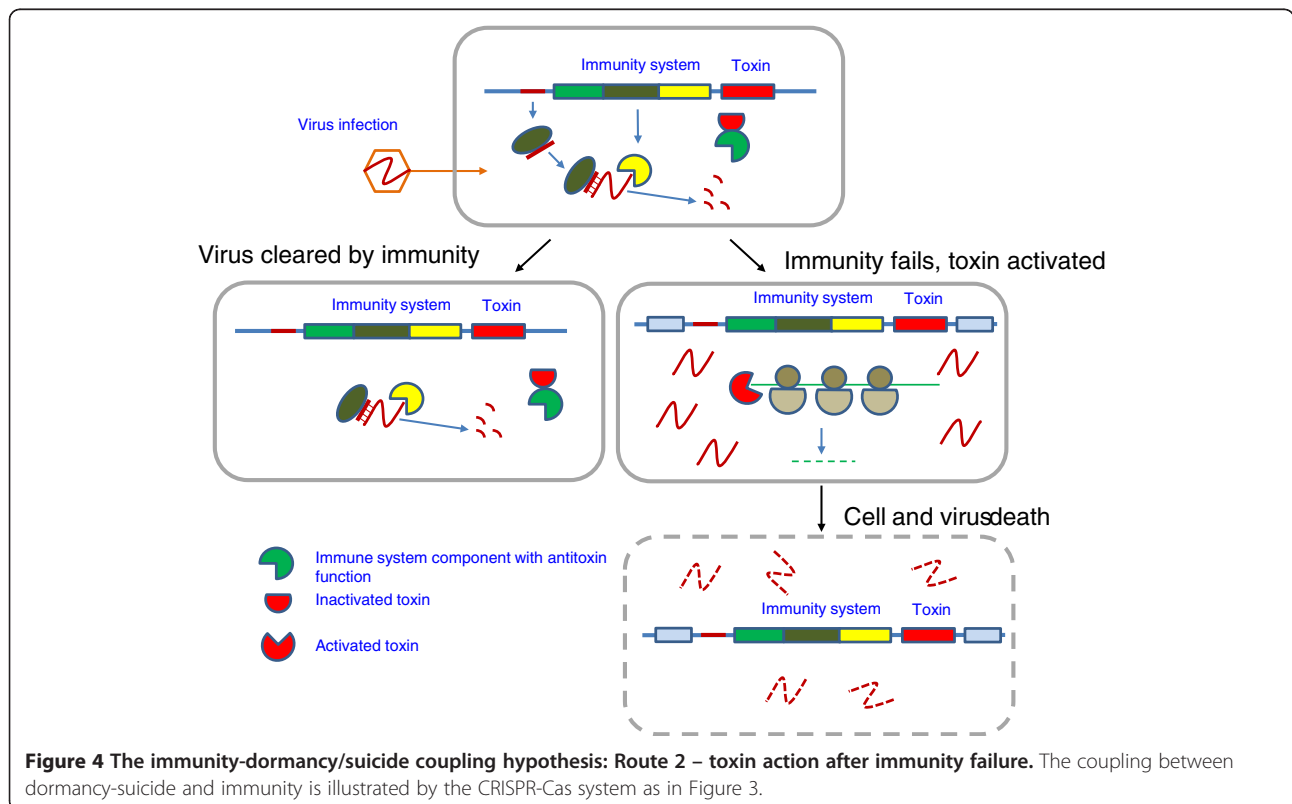 Immunity system Toxin
Virus infection
Virus cleared by immunity
Immunity fails, toxin activated
Immunity system Toxin
Immunity system Toxin
Cell and virusdeath
Immune system component with antitoxin
function
Inactivated toxin
Activated toxin
Immunity system Toxin
Figure 4 The immunity-dormancy/suicide coupling hypothesis: Route 2 – toxin action after immunity failure. The coupling between
dormancy-suicide and immunity is illustrated by the CRISPR-Cas system as in Figure 3.